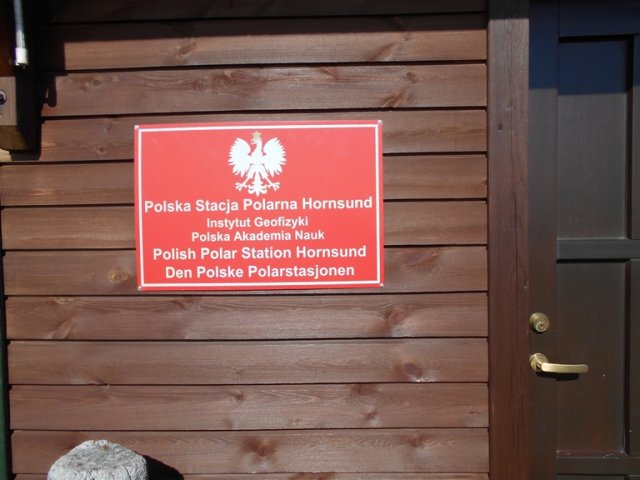 Polska Stacja Polarna Hornsund
Instytut Geofizyki
Polska Akademia Nauk
Polish Polar Station Hornsund
Den Polske Polarstasjonen